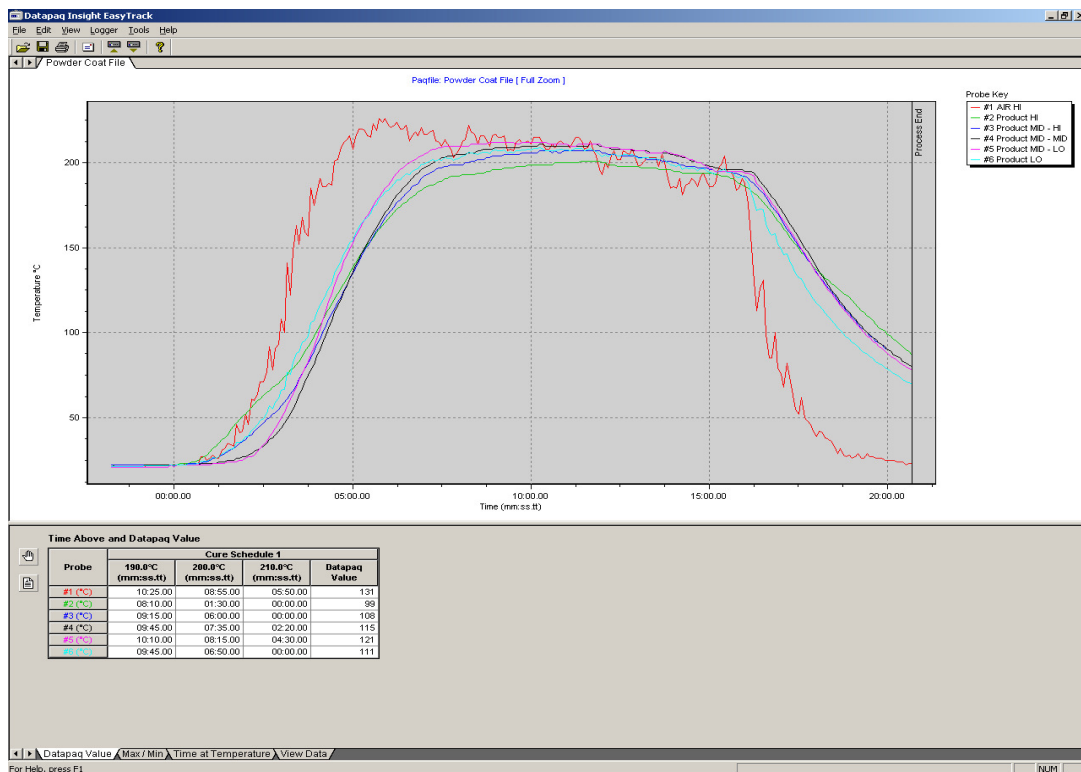 Datapaq Insight EasyTrack
File Edit View Logger Tools Help
Powder Coat File
Paqfile: Powder Coat File [ Full Zoom ]
Probe Key
#1 AIR HI
#2 Product HI
#3 Product MID - HI
#4 Product MID - MID
#5 Product MID - LO
#6 Product LO
Process End
Temperature °C
200
150
100
50
00:00.00 05:00.00 10:00.00 15:00.00 20:00.00
Time (mm:ss.tt)
Time Above and Datapaq Value
Cure Schedule 1
Probe 190.0°C (mm:ss.tt) 200.0°C (mm:ss.tt) 210.0°C (mm:ss.tt) Datapaq Value
#1 (°C) 10:25.00 08:55.00 05:50.00 131
#2 (°C) 08:10.00 01:30.00 00:00.00 99
#3 (°C) 09:15.00 06:00.00 00:00.00 108
#4 (°C) 09:45.00 07:35.00 02:20.00 115
#5 (°C) 10:10.00 08:15.00 04:30.00 121
#6 (°C) 09:45.00 06:50.00 00:00.00 111
Datapaq Value Max / Min Time at Temperature View Data
For Help, press F1 NUM